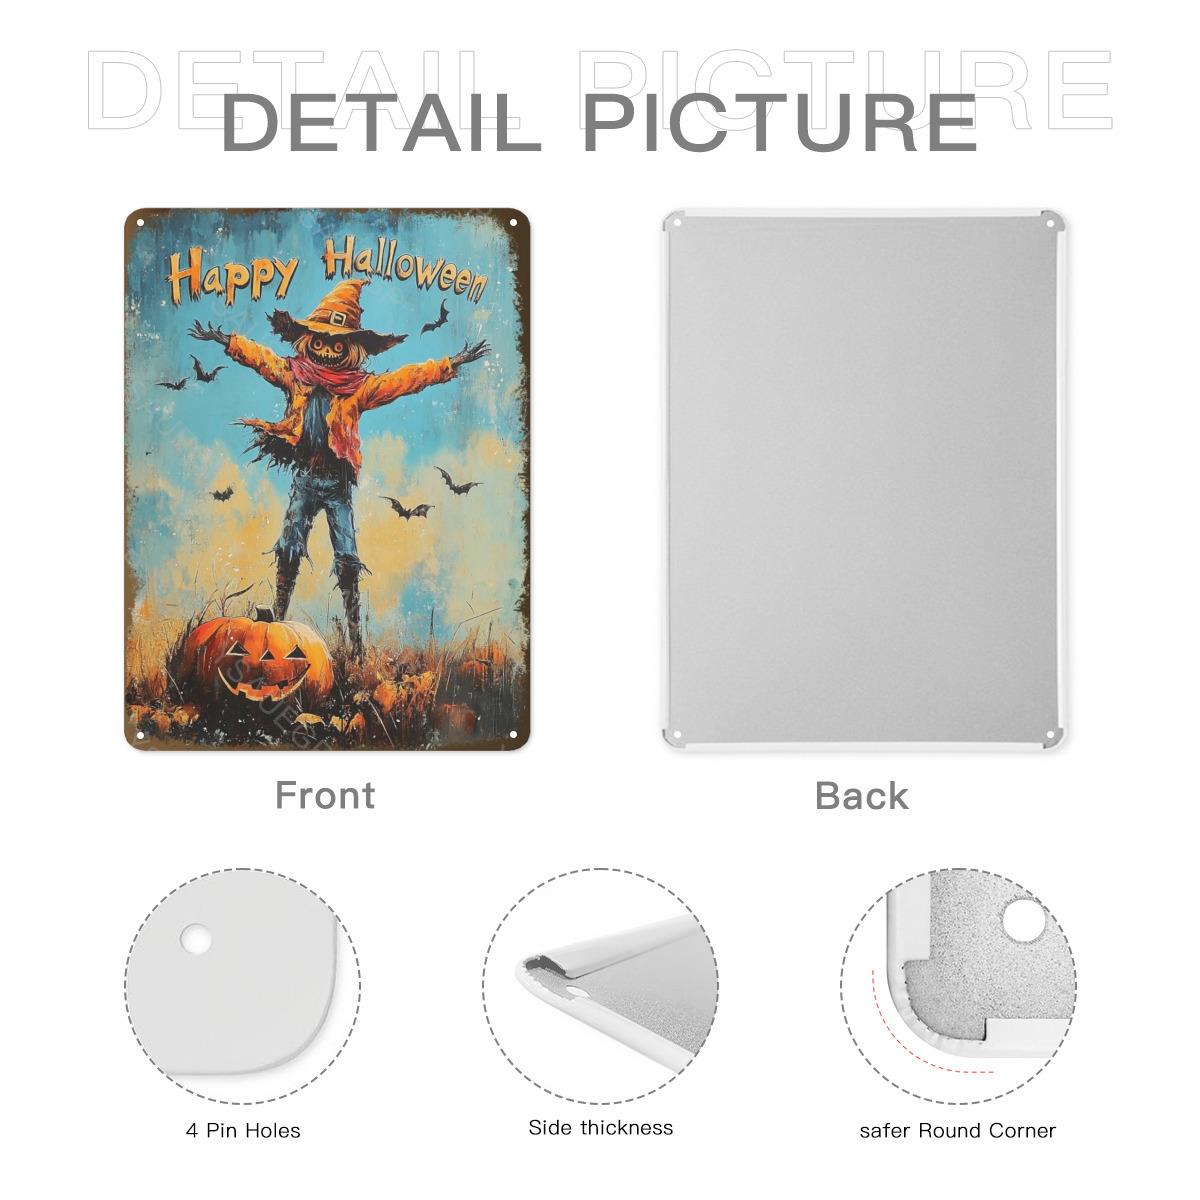 DETAIL PICTURE
DETAIL PICTURE
Happy Halloween
Front
Back
4 Pin Holes
Side thickness
safer Round Corner